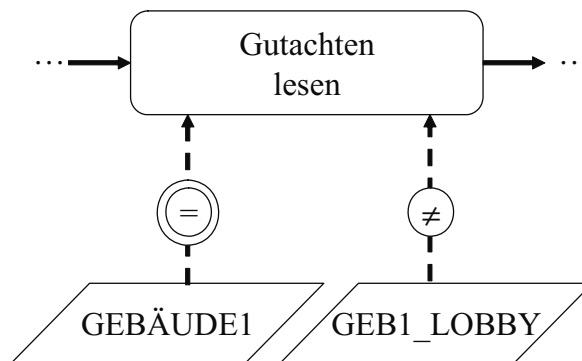 Gutachten
lesen
=
≠
GEBÄUDE1
GEB1_LOBBY